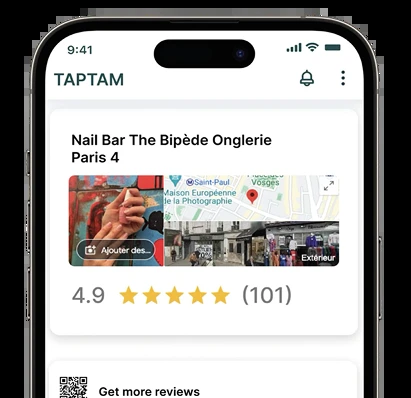 9:41
TAPTAM
Nail Bar The Bipède Onglerie
Paris 4
Saint-Paul
Vosges
Maison Européenne
de la Photographie
Ajouter des...
Extérieur
4.9 (101)
Get more reviews